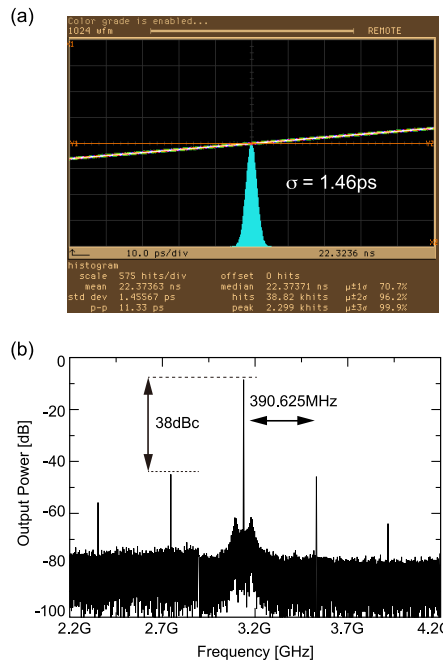 (a)
Color grade is enabled...
1024 wfm REMOTE
Y1
σ = 1.46ps
10.0 ps/div 22.3236 ns
histogram
scale 575 hits/div offset 0 hits
mean 22.37363 ns median 22.37371 ns µ±1σ 70.7%
std dev 1.45567 ps hits 38.82 khits µ±2σ 96.2%
p-p 11.33 ps peak 2.299 khits µ±3σ 99.9%
(b)
0
-20
-40
-60
-80
-100
Output Power [dB]
38dBc
390.625MHz
2.2G 2.7G 3.2G 3.7G 4.2G
Frequency [GHz]